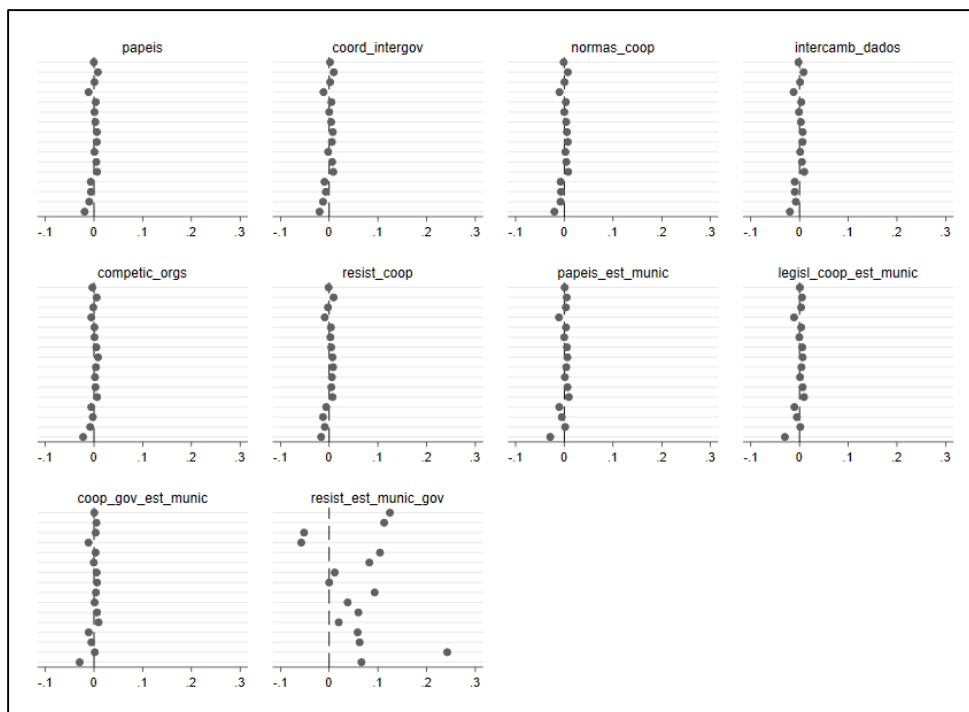 papeis coord_intergov normas_coop intercamb_dados
-.1 0 .1 .2 .3 -.1 0 .1 .2 .3 -.1 0 .1 .2 .3 -.1 0 .1 .2 .3
competic_orgs resist_coop papeis_est_munic legisl_coop_est_munic
-.1 0 .1 .2 .3 -.1 0 .1 .2 .3 -.1 0 .1 .2 .3 -.1 0 .1 .2 .3
coop_gov_est_munic resist_est_munic_gov
-.1 0 .1 .2 .3 -.1 0 .1 .2 .3